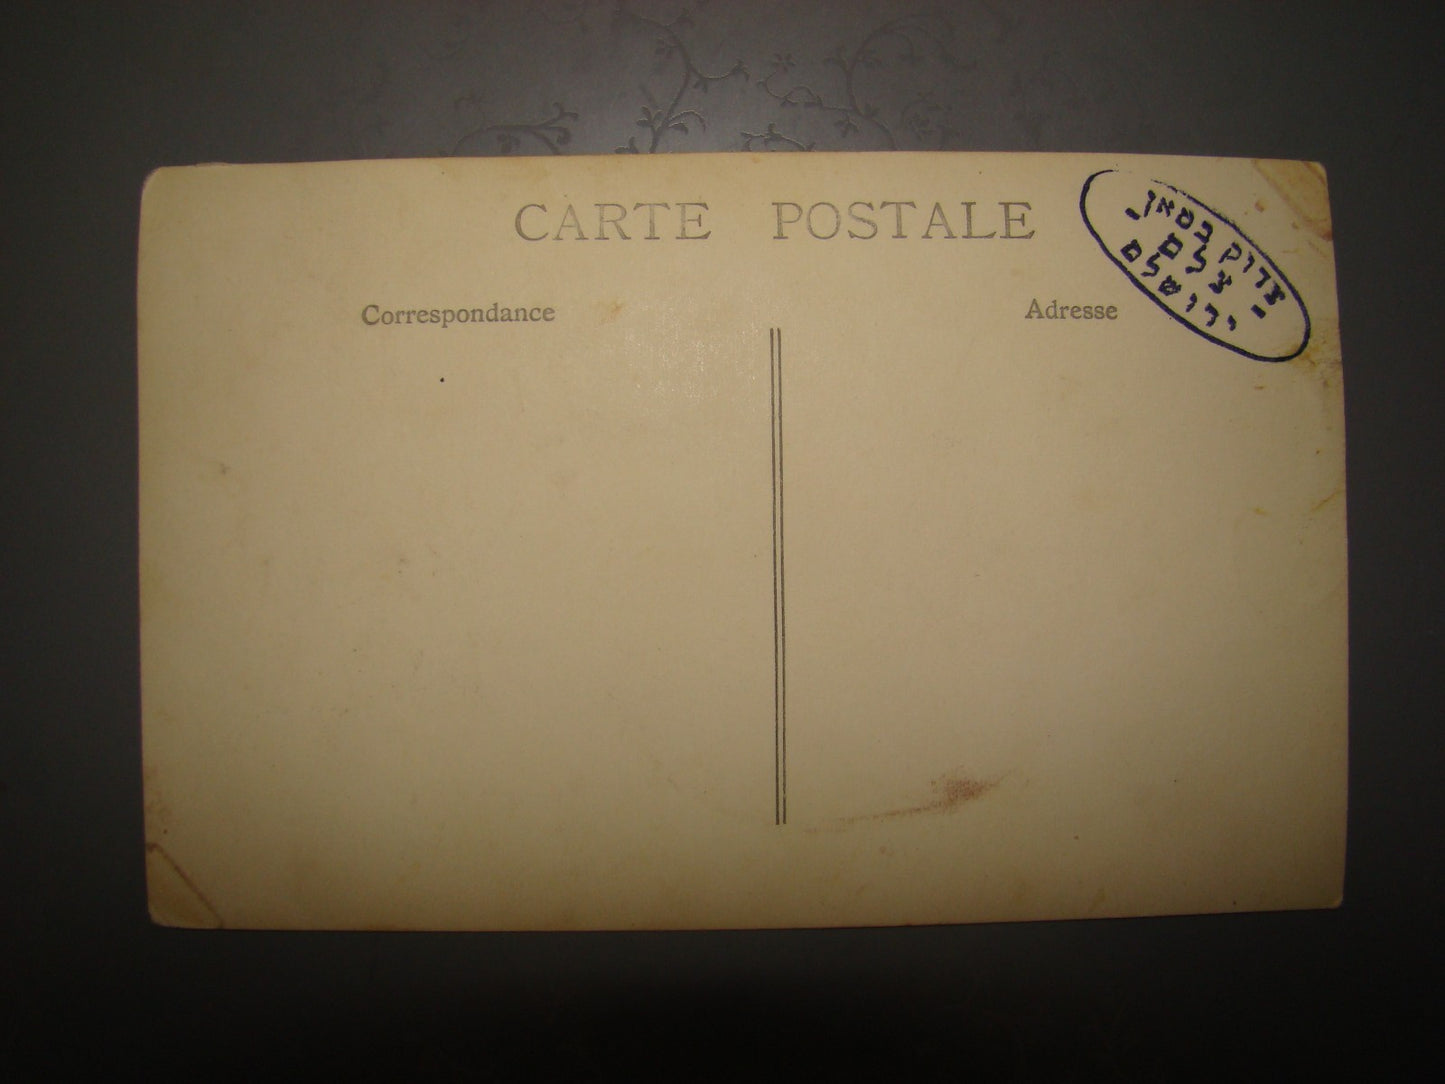 CARTE POSTALE
Correspondance
Adresse
צדוק בסאן
- צלם -
ירושלם